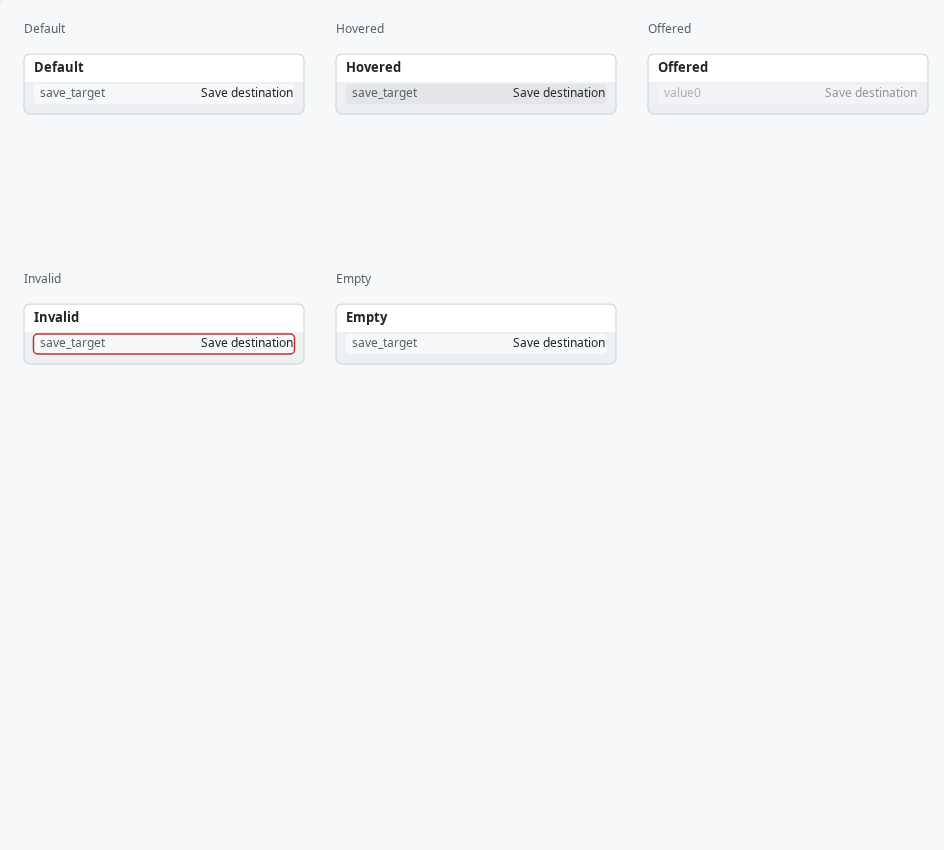 Default
Hovered
Offered
Default
Hovered
Offered
save_target Save destination
save_target Save destination
value0 Save destination
Invalid
Empty
Invalid
Empty
save_target Save destination
save_target Save destination